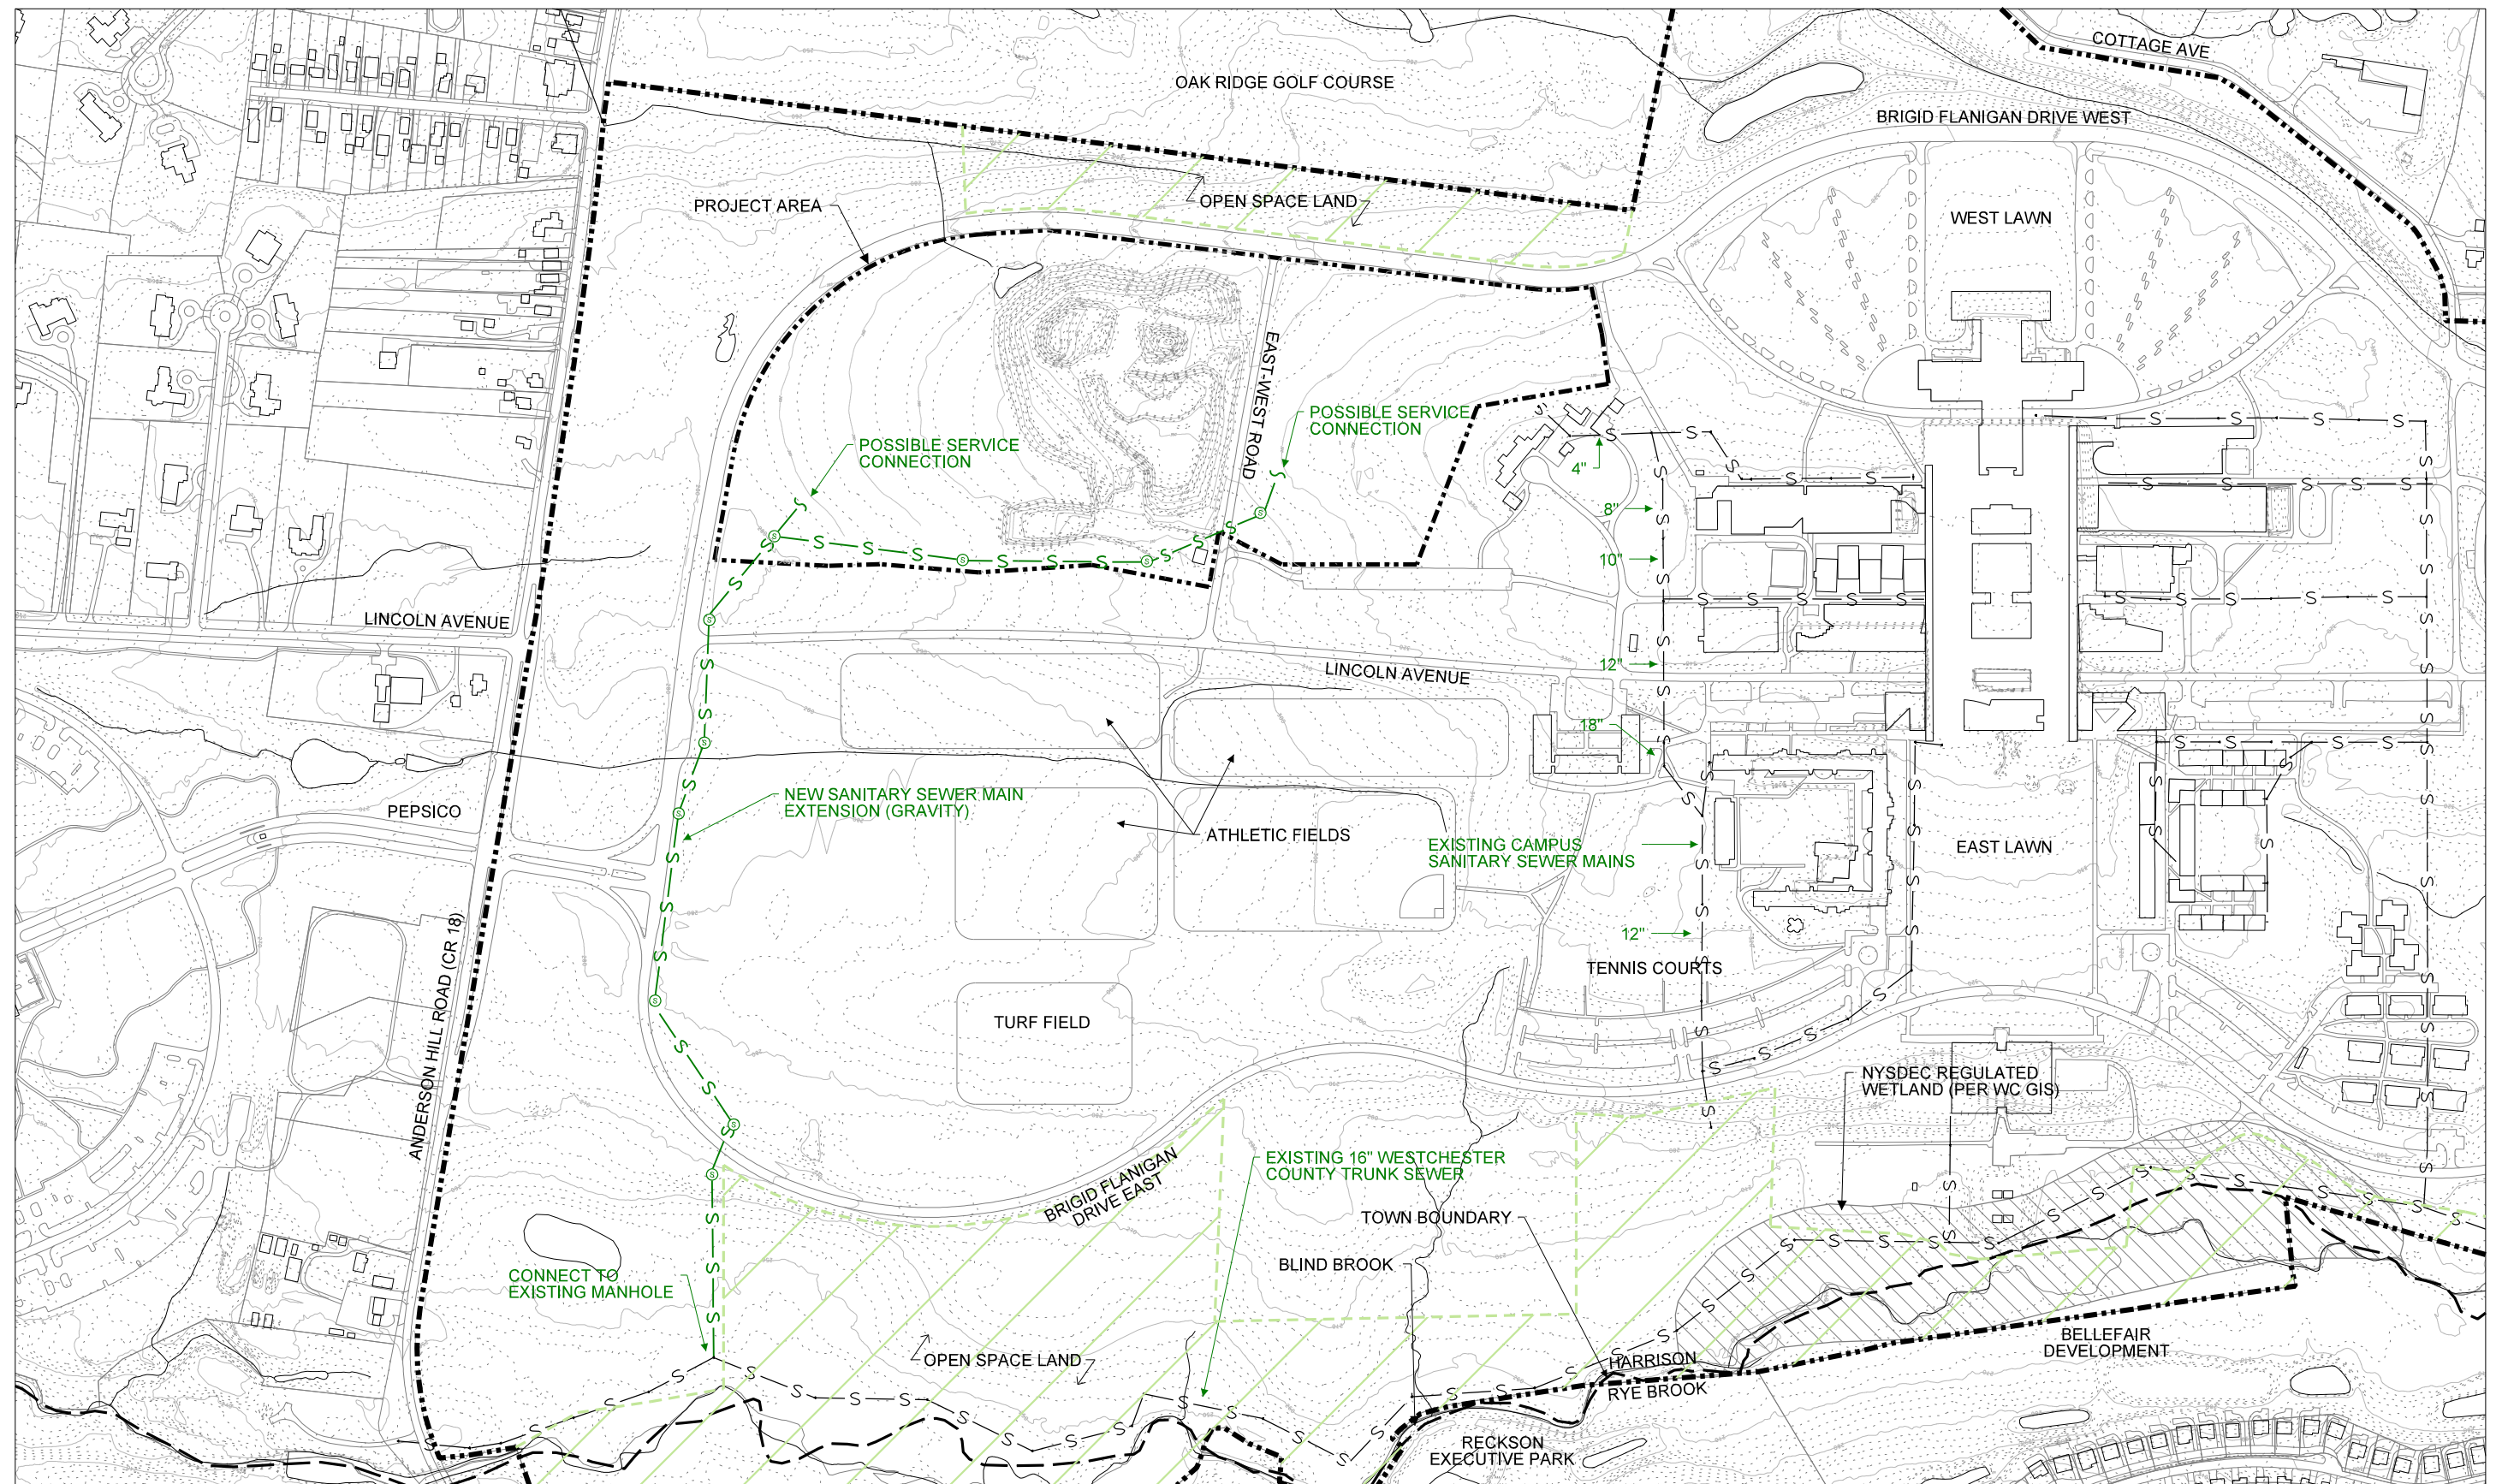 COTTAGE AVE
OAK RIDGE GOLF COURSE
BRIGID FLANIGAN DRIVE WEST
PROJECT AREA
OPEN SPACE LAND
WEST LAWN
EAST-WEST ROAD
POSSIBLE SERVICE
CONNECTION
POSSIBLE SERVICE
CONNECTION
4"
8"
10"
LINCOLN AVENUE
12"
LINCOLN AVENUE
18"
NEW SANITARY SEWER MAIN
EXTENSION (GRAVITY)
PEPSICO
ATHLETIC FIELDS
EXISTING CAMPUS
SANITARY SEWER MAINS
EAST LAWN
12"
TENNIS COURTS
ANDERSON HILL ROAD (CR 18)
TURF FIELD
NYSDEC REGULATED
WETLAND (PER WC GIS)
EXISTING 16" WESTCHESTER
COUNTY TRUNK SEWER
BRIGID FLANIGAN
DRIVE EAST
TOWN BOUNDARY
BLIND BROOK
CONNECT TO
EXISTING MANHOLE
OPEN SPACE LAND
HARRISON
RYE BROOK
BELLEFAIR
DEVELOPMENT
RECKSON
EXECUTIVE PARK